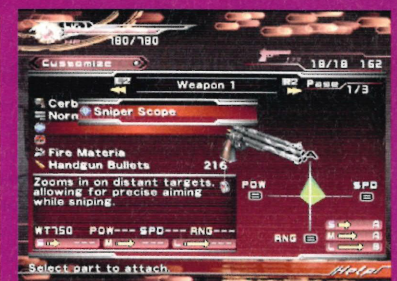 180/780
Customize
18/18 162
Weapon 1
Page 1/3
Cerb
Norn
Sniper Scope
Fire Materia
Handgun Bullets 216
Zooms in on distant targets,
allowing for precise aiming
while sniping.
POW
SPD
RNG
WT750 POW--- SPD--- RNG---
S
M
L
S A
M A
L B
Select part to attach.
Help